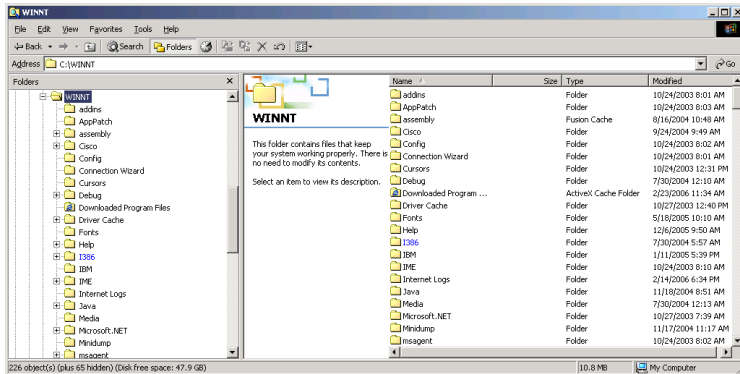 WINNT
File Edit View Favorites Tools Help
Back Search Folders
Address C:\WINNT Go
Folders
WINNT
addins
AppPatch
assembly
Cisco
Config
Connection Wizard
Cursors
Debug
Downloaded Program Files
Driver Cache
Fonts
Help
I386
IBM
IME
Internet Logs
Java
Media
Microsoft.NET
Minidump
msagent
WINNT
This folder contains files that keep
your system working properly. There is
no need to modify its contents.
Select an item to view its description.
Name Size Type Modified
addins Folder 10/24/2003 8:01 AM
AppPatch Folder 10/24/2003 8:03 AM
assembly Fusion Cache 8/16/2004 10:48 AM
Cisco Folder 9/24/2004 9:49 AM
Config Folder 10/24/2003 8:02 AM
Connection Wizard Folder 10/24/2003 8:01 AM
Cursors Folder 10/24/2003 12:31 PM
Debug Folder 7/30/2004 12:10 AM
Downloaded Program ... ActiveX Cache Folder 2/23/2006 11:34 AM
Driver Cache Folder 10/27/2003 12:40 PM
Fonts Folder 5/18/2005 10:10 AM
Help Folder 12/6/2005 9:50 AM
I386 Folder 7/30/2004 5:57 AM
IBM Folder 1/11/2005 5:39 PM
IME Folder 10/24/2003 8:10 AM
Internet Logs Folder 2/14/2006 6:34 PM
Java Folder 11/18/2004 8:51 AM
Media Folder 7/30/2004 12:13 AM
Microsoft.NET Folder 10/27/2003 7:39 AM
Minidump Folder 11/17/2004 11:17 AM
msagent Folder 10/24/2003 8:02 AM
226 object(s) (plus 65 hidden) (Disk free space: 47.9 GB) 10.8 MB My Computer